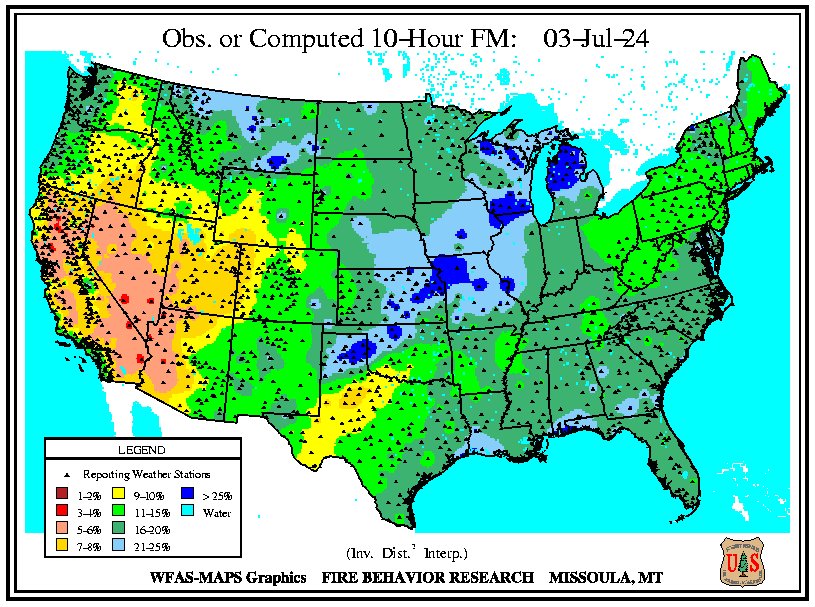 Obs. or Computed 10-Hour FM: 03-Jul-24
LEGEND
Reporting Weather Stations
1-2% 9-10% > 25%
3-4% 11-15% Water
5-6% 16-20%
7-8% 21-25%
(Inv. Dist.² Interp.)
WFAS-MAPS Graphics FIRE BEHAVIOR RESEARCH MISSOULA, MT
U S